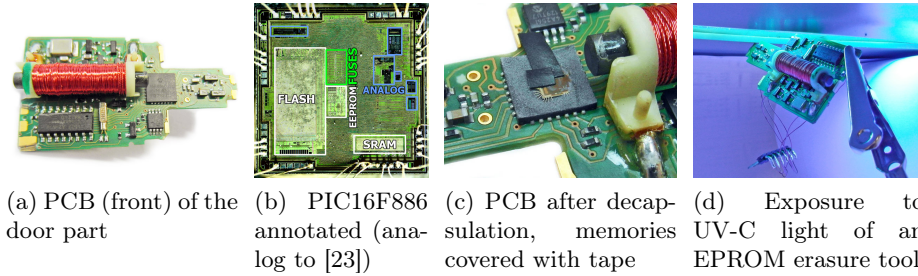 FLASH
EEPROM
FUSES
ANALOG
SRAM
(a) PCB (front) of the
door part
(b) PIC16F886
annotated (ana-
log to [23])
(c) PCB after decap-
sulation, memories
covered with tape
(d) Exposure to
UV-C light of an
EPROM erasure tool